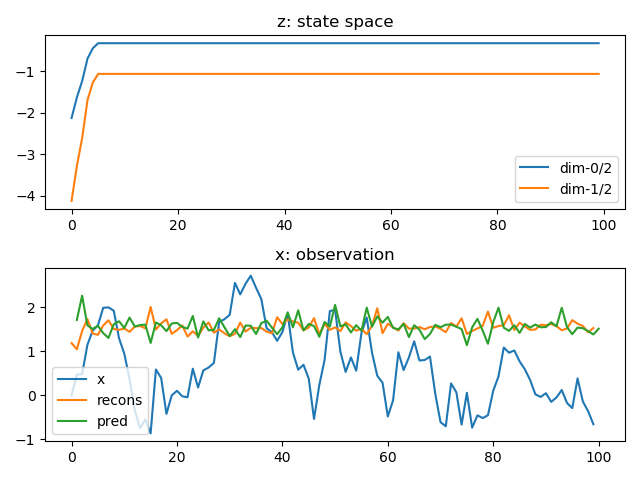 z: state space
−1
−2
−3
−4
dim-0/2
dim-1/2
0 20 40 60 80 100
x: observation
2
1
0
−1
x
recons
pred
0 20 40 60 80 100